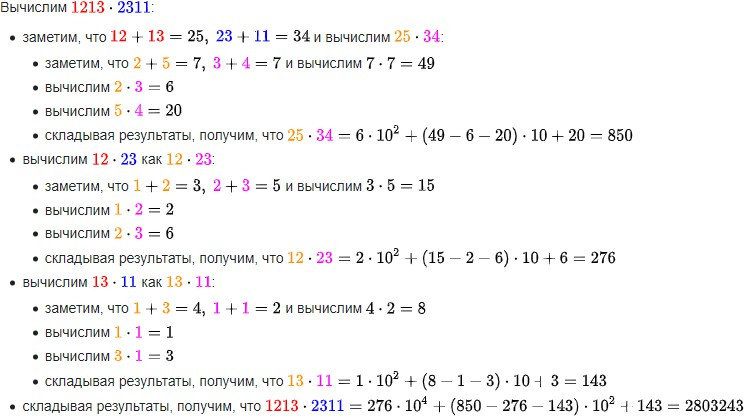 Вычислим 1213 · 2311:
• заметим, что 12 + 13 = 25, 23 + 11 = 34 и вычислим 25 · 34:
• заметим, что 2 + 5 = 7, 3 + 4 = 7 и вычислим 7 · 7 = 49
• вычислим 2 · 3 = 6
• вычислим 5 · 4 = 20
• складывая результаты, получим, что 25 · 34 = 6 · 10² + (49 − 6 − 20) · 10 + 20 = 850
• вычислим 12 · 23 как 12 · 23:
• заметим, что 1 + 2 = 3, 2 + 3 = 5 и вычислим 3 · 5 = 15
• вычислим 1 · 2 = 2
• вычислим 2 · 3 = 6
• складывая результаты, получим, что 12 · 23 = 2 · 10² + (15 − 2 − 6) · 10 + 6 = 276
• вычислим 13 · 11 как 13 · 11:
• заметим, что 1 + 3 = 4, 1 + 1 = 2 и вычислим 4 · 2 = 8
• вычислим 1 · 1 = 1
• вычислим 3 · 1 = 3
• складывая результаты, получим, что 13 · 11 = 1 · 10² + (8 − 1 − 3) · 10 + 3 = 143
• складывая результаты, получим, что 1213 · 2311 = 276 · 10⁴ + (850 − 276 − 143) · 10² + 143 = 2803243